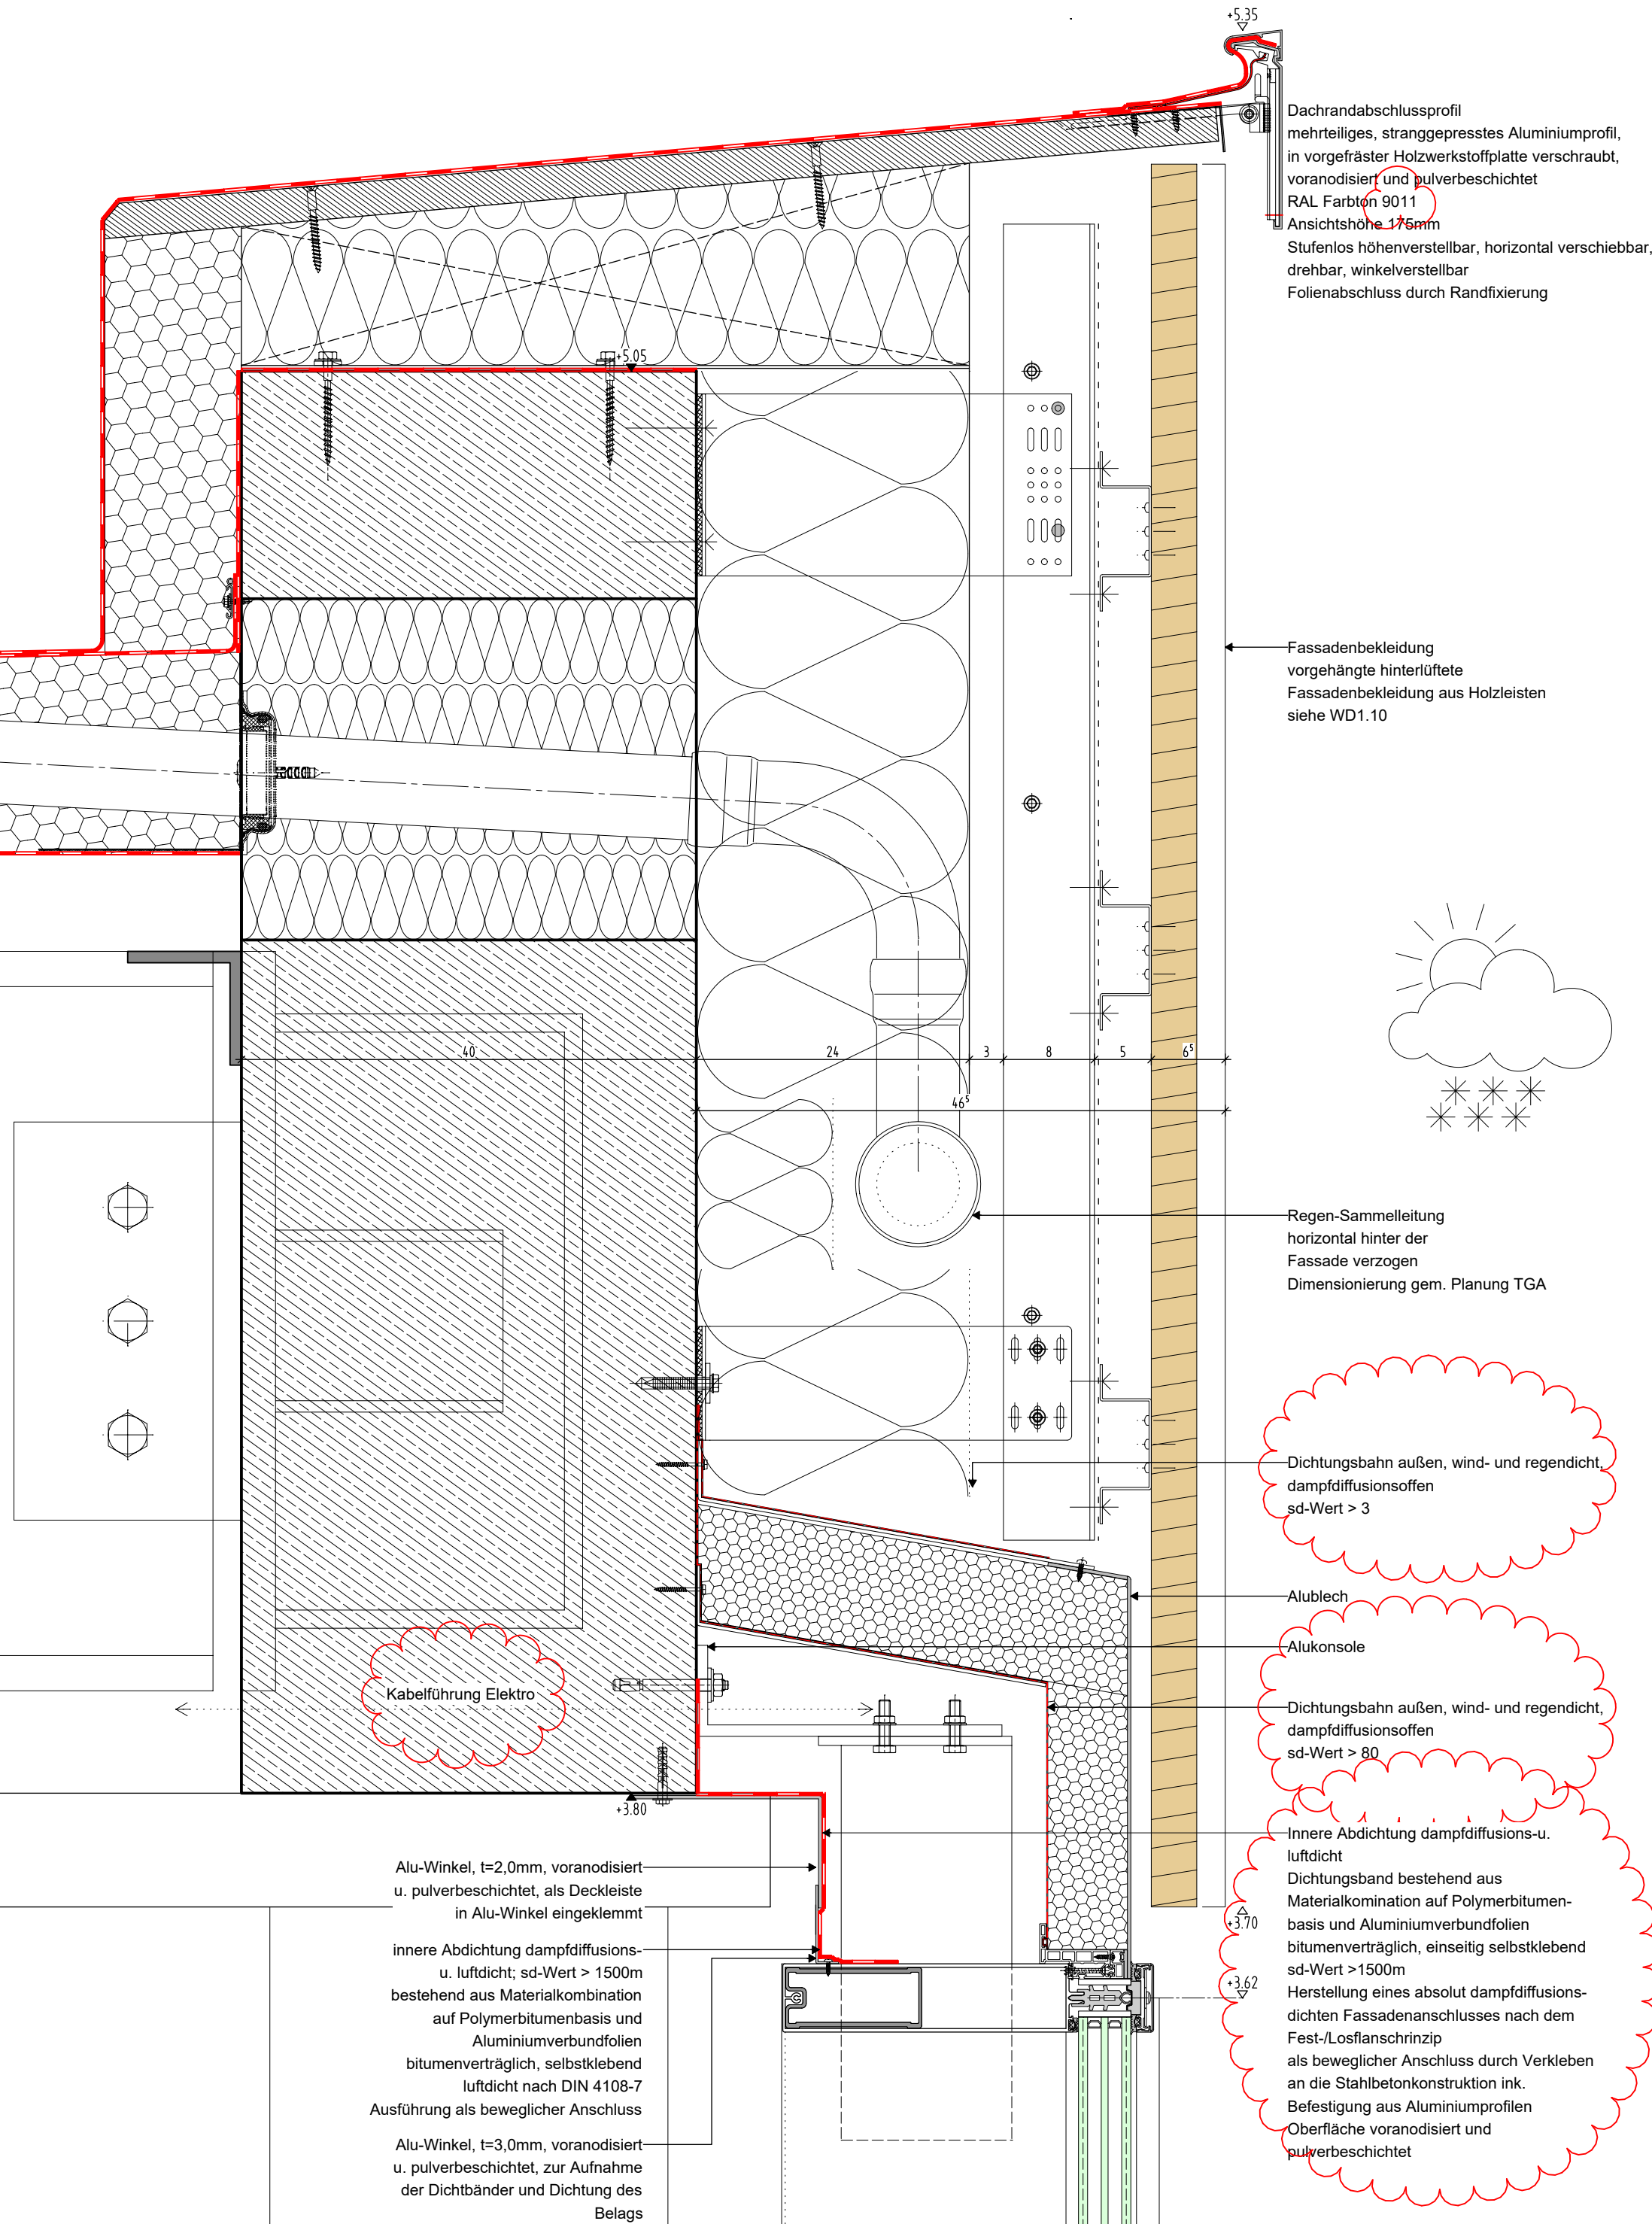 +5.35
Dachrandabschlussprofil
mehrteiliges, stranggepresstes Aluminiumprofil,
in vorgefräster Holzwerkstoffplatte verschraubt,
voranodisiert und pulverbeschichtet
RAL Farbton 9011
Ansichtshöhe 175mm
Stufenlos höhenverstellbar, horizontal verschiebbar,
drehbar, winkelverstellbar
Folienabschluss durch Randfixierung
+5.05
Fassadenbekleidung
vorgehängte hinterlüftete
Fassadenbekleidung aus Holzleisten
siehe WD1.10
40 24 3 8 5 6⁵
46⁵
Regen-Sammelleitung
horizontal hinter der
Fassade verzogen
Dimensionierung gem. Planung TGA
Dichtungsbahn außen, wind- und regendicht,
dampfdiffusionsoffen
sd-Wert > 3
Alublech
Alukonsole
Kabelführung Elektro
Dichtungsbahn außen, wind- und regendicht,
dampfdiffusionsoffen
sd-Wert > 80
+3.80
Innere Abdichtung dampfdiffusions-u.
luftdicht
Dichtungsband bestehend aus
Materialkomination auf Polymerbitumen-
basis und Aluminiumverbundfolien
bitumenverträglich, einseitig selbstklebend
sd-Wert >1500m
Herstellung eines absolut dampfdiffusions-
dichten Fassadenanschlusses nach dem
Fest-/Losflanschrinzip
als beweglicher Anschluss durch Verkleben
an die Stahlbetonkonstruktion ink.
Befestigung aus Aluminiumprofilen
Oberfläche voranodisiert und
pulverbeschichtet
+3.70
+3.62
Alu-Winkel, t=2,0mm, voranodisiert
u. pulverbeschichtet, als Deckleiste
in Alu-Winkel eingeklemmt
innere Abdichtung dampfdiffusions-
u. luftdicht; sd-Wert > 1500m
bestehend aus Materialkombination
auf Polymerbitumenbasis und
Aluminiumverbundfolien
bitumenverträglich, selbstklebend
luftdicht nach DIN 4108-7
Ausführung als beweglicher Anschluss
Alu-Winkel, t=3,0mm, voranodisiert
u. pulverbeschichtet, zur Aufnahme
der Dichtbänder und Dichtung des
Belags